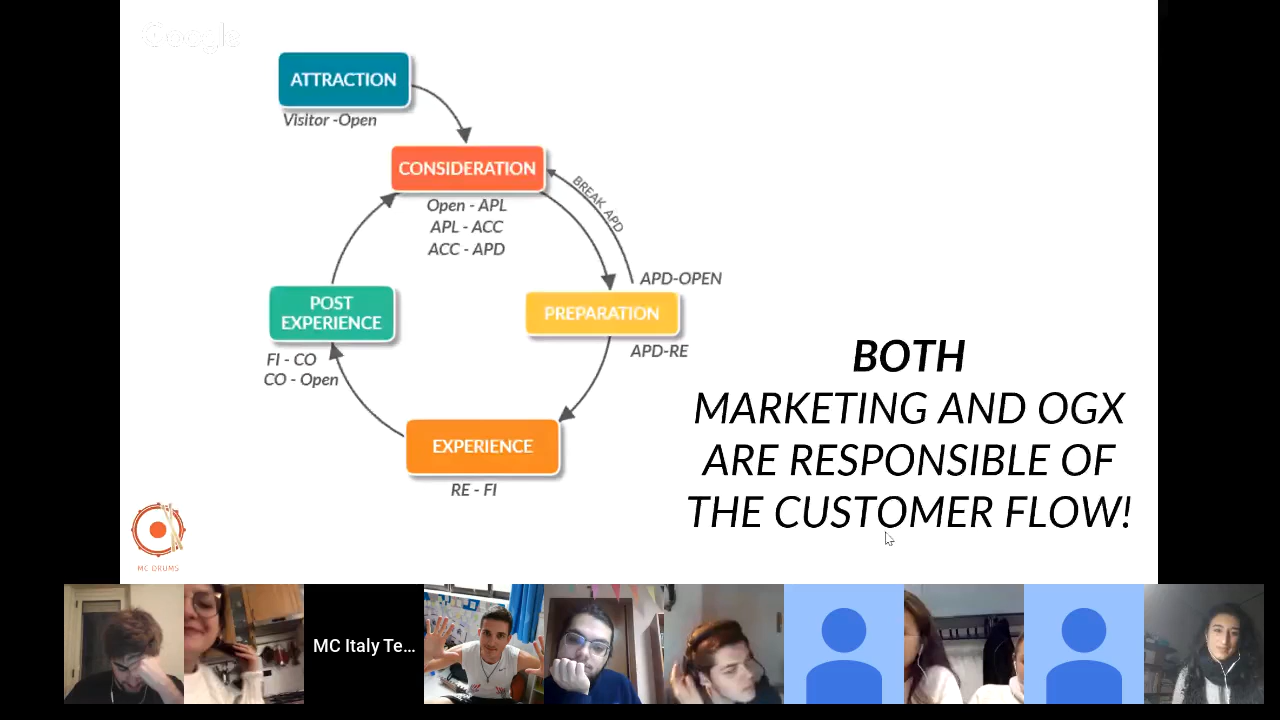 Google
ATTRACTION
Visitor -Open
CONSIDERATION
Open - APL
APL - ACC
ACC - APD
BREAK APD
APD-OPEN
POST
EXPERIENCE
PREPARATION
FI - CO
CO - Open
APD-RE
EXPERIENCE
RE - FI
BOTH
MARKETING AND OGX
ARE RESPONSIBLE OF
THE CUSTOMER FLOW!
MC DRUMS
MC Italy Te...